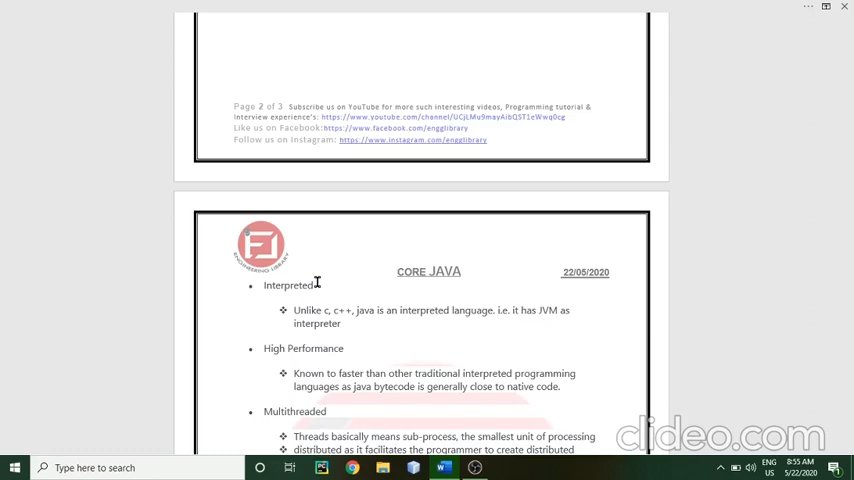 Page 2 of 3 Subscribe us on YouTube for more such interesting videos, Programming tutorial &
Interview experience's: https://www.youtube.com/channel/UCjLMu9mayAibQST1eWwq0cg
Like us on Facebook:https://www.facebook.com/engglibrary
Follow us on Instagram: https://www.instagram.com/engglibrary
ENGINEERING LIBRARY
CORE JAVA 22/05/2020
• Interpreted
❖ Unlike c, c++, java is an interpreted language. i.e. it has JVM as
interpreter
• High Performance
❖ Known to faster than other traditional interpreted programming
languages as java bytecode is generally close to native code.
• Multithreaded
❖ Threads basically means sub-process, the smallest unit of processing
❖ distributed as it facilitates the programmer to create distributed
clideo.com
Type here to search
PC
W
ENG
US
8:55 AM
5/22/2020
1